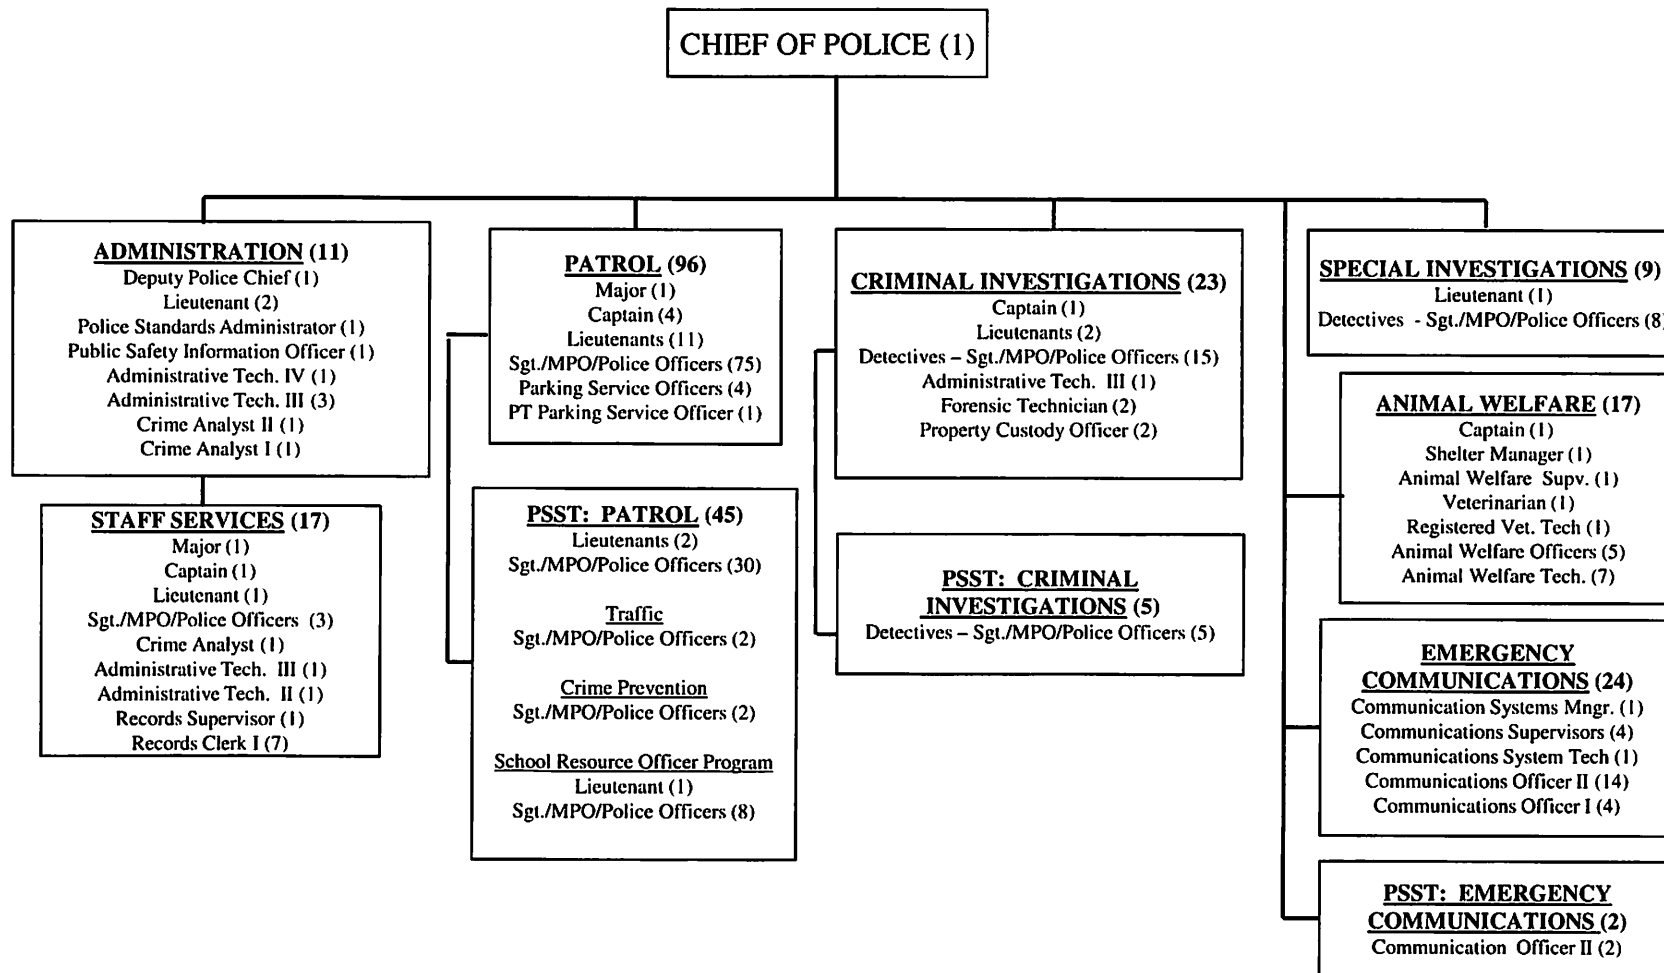 CHIEF OF POLICE (1)
ADMINISTRATION (11)
Deputy Police Chief (1)
Lieutenant (2)
Police Standards Administrator (1)
Public Safety Information Officer (1)
Administrative Tech. IV (1)
Administrative Tech. III (3)
Crime Analyst II (1)
Crime Analyst I (1)
STAFF SERVICES (17)
Major (1)
Captain (1)
Lieutenant (1)
Sgt./MPO/Police Officers (3)
Crime Analyst (1)
Administrative Tech. III (1)
Administrative Tech. II (1)
Records Supervisor (1)
Records Clerk I (7)
PATROL (96)
Major (1)
Captain (4)
Lieutenants (11)
Sgt./MPO/Police Officers (75)
Parking Service Officers (4)
PT Parking Service Officer (1)
PSST: PATROL (45)
Lieutenants (2)
Sgt./MPO/Police Officers (30)
Traffic
Sgt./MPO/Police Officers (2)
Crime Prevention
Sgt./MPO/Police Officers (2)
School Resource Officer Program
Lieutenant (1)
Sgt./MPO/Police Officers (8)
CRIMINAL INVESTIGATIONS (23)
Captain (1)
Lieutenants (2)
Detectives – Sgt./MPO/Police Officers (15)
Administrative Tech. III (1)
Forensic Technician (2)
Property Custody Officer (2)
PSST: CRIMINAL
INVESTIGATIONS (5)
Detectives – Sgt./MPO/Police Officers (5)
SPECIAL INVESTIGATIONS (9)
Lieutenant (1)
Detectives - Sgt./MPO/Police Officers (8)
ANIMAL WELFARE (17)
Captain (1)
Shelter Manager (1)
Animal Welfare Supv. (1)
Veterinarian (1)
Registered Vet. Tech (1)
Animal Welfare Officers (5)
Animal Welfare Tech. (7)
EMERGENCY
COMMUNICATIONS (24)
Communication Systems Mngr. (1)
Communications Supervisors (4)
Communications System Tech (1)
Communications Officer II (14)
Communications Officer I (4)
PSST: EMERGENCY
COMMUNICATIONS (2)
Communication Officer II (2)